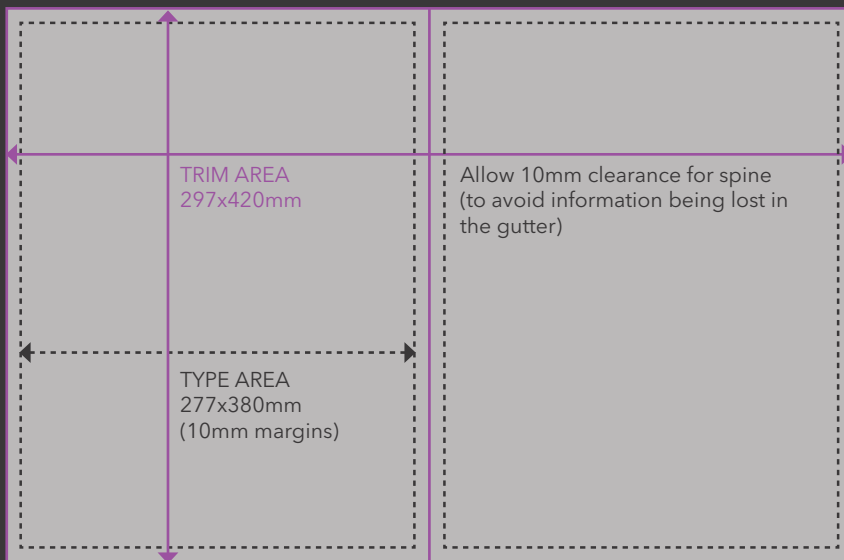 TRIM AREA
297x420mm
Allow 10mm clearance for spine
(to avoid information being lost in
the gutter)
TYPE AREA
277x380mm
(10mm margins)